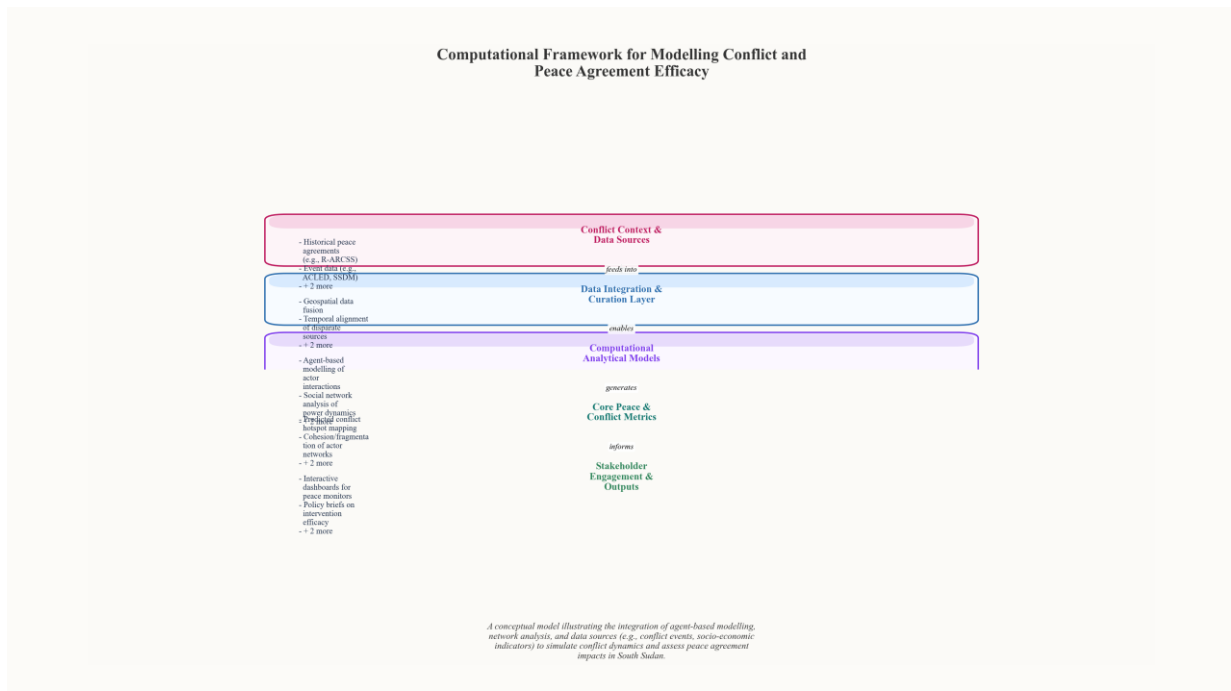 Computational Framework for Modelling Conflict and
Peace Agreement Efficacy
Conflict Context &
Data Sources
- Historical peace
agreements
(e.g., R-ARCSS)
- Event data (e.g.,
ACLED, SSDM)
- + 2 more
feeds into
Data Integration &
Curation Layer
- Geospatial data
fusion
- Temporal alignment
of disparate
sources
- + 2 more
enables
Computational
Analytical Models
- Agent-based
modelling of
actor
interactions
- Social network
analysis of
power dynamics
- + 2 more
generates
Core Peace &
Conflict Metrics
- Predicted conflict
hotspot mapping
- Cohesion/fragmenta
tion of actor
networks
- + 2 more
informs
Stakeholder
Engagement &
Outputs
- Interactive
dashboards for
peace monitors
- Policy briefs on
intervention
efficacy
- + 2 more
A conceptual model illustrating the integration of agent-based modelling,
network analysis, and data sources (e.g., conflict events, socio-economic
indicators) to simulate conflict dynamics and assess peace agreement
impacts in South Sudan.